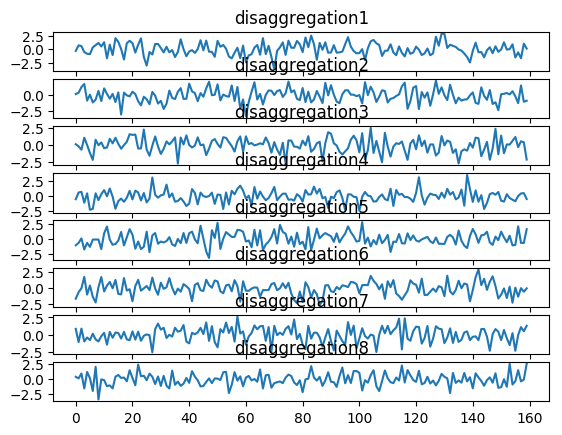 disaggregation1
2.5
0.0
−2.5
disaggregation2
0.0
−2.5
disaggregation3
2.5
0.0
−2.5
disaggregation4
2.5
0.0
−2.5
disaggregation5
2.5
0.0
−2.5
disaggregation6
2.5
0.0
−2.5
disaggregation7
2.5
0.0
−2.5
disaggregation8
2.5
0.0
−2.5
0 20 40 60 80 100 120 140 160